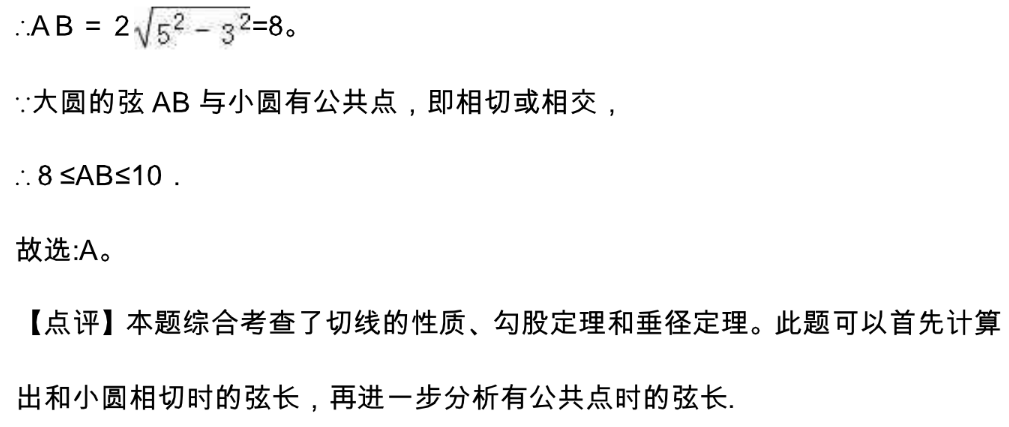 ∴AB = 2√5² − 3²=8。
∵大圆的弦 AB 与小圆有公共点，即相切或相交，
∴ 8 ≤AB≤10 .
故选:A。
【点评】本题综合考查了切线的性质、勾股定理和垂径定理。此题可以首先计算
出和小圆相切时的弦长，再进一步分析有公共点时的弦长.